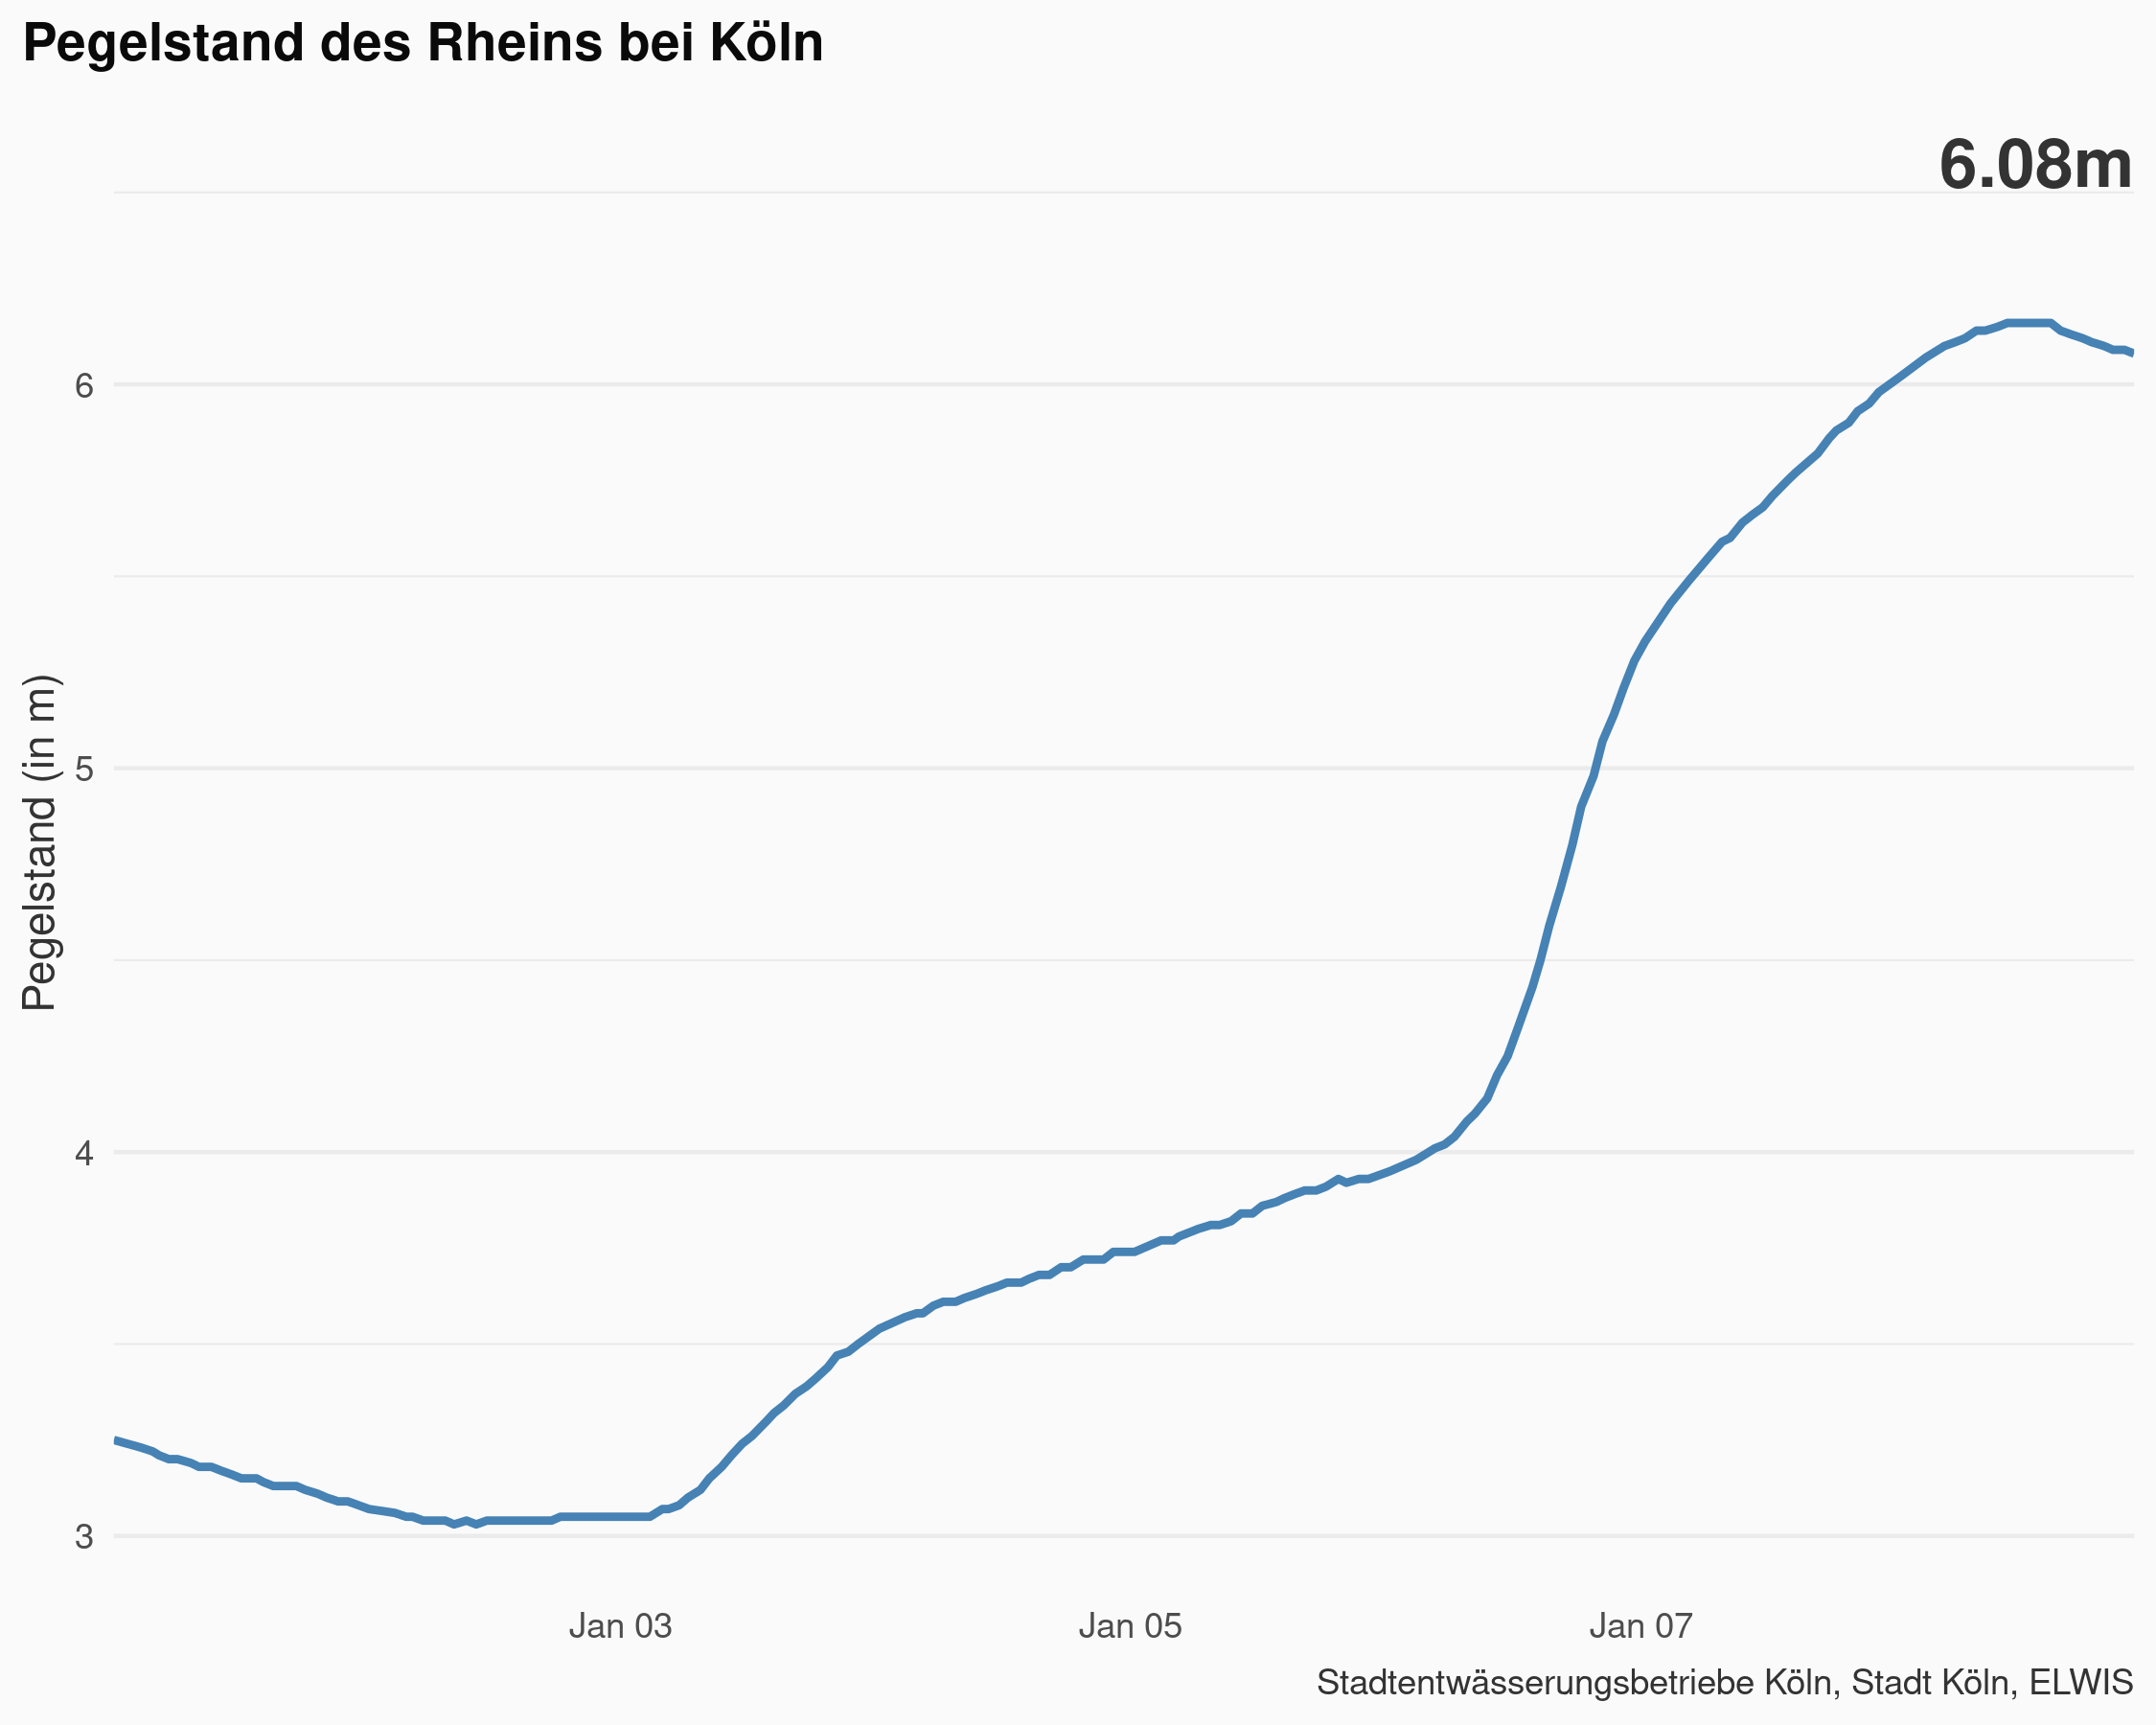 Pegelstand des Rheins bei Köln
6.08m
Pegelstand (in m)
6
5
4
3
Jan 03
Jan 05
Jan 07
Stadtentwässerungsbetriebe Köln, Stadt Köln, ELWIS